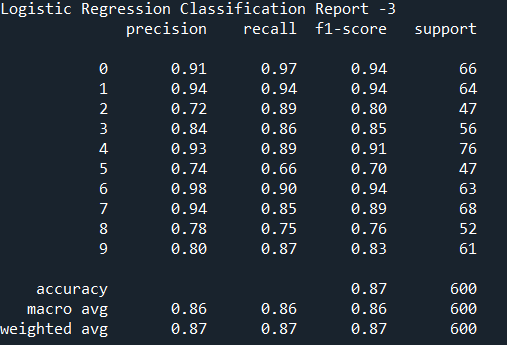 Logistic Regression Classification Report -3
precision recall f1-score support
0 0.91 0.97 0.94 66
1 0.94 0.94 0.94 64
2 0.72 0.89 0.80 47
3 0.84 0.86 0.85 56
4 0.93 0.89 0.91 76
5 0.74 0.66 0.70 47
6 0.98 0.90 0.94 63
7 0.94 0.85 0.89 68
8 0.78 0.75 0.76 52
9 0.80 0.87 0.83 61
accuracy 0.87 600
macro avg 0.86 0.86 0.86 600
weighted avg 0.87 0.87 0.87 600